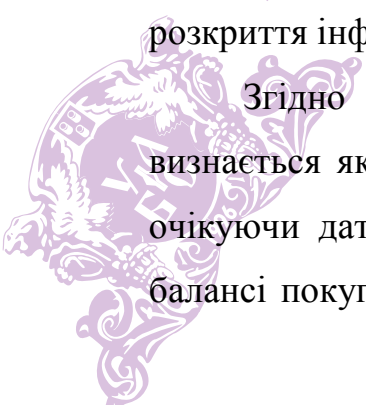 розкриття інф
Згідно
визнається як
очікуючи дат
балансі покуп